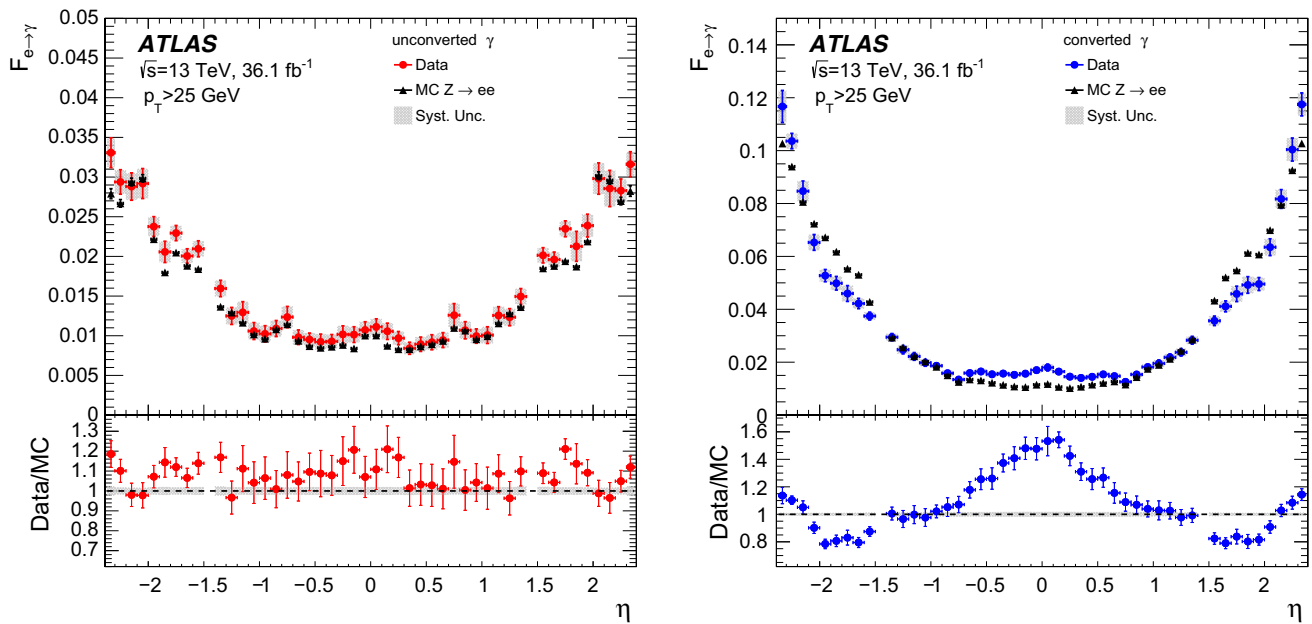 F e→γ
0.05
0.045
0.04
0.035
0.03
0.025
0.02
0.015
0.01
0.005
0
ATLAS
√s=13 TeV, 36.1 fb-1
pT>25 GeV
unconverted γ
Data
MC Z → ee
Syst. Unc.
Data/MC
1.3
1.2
1.1
1
0.9
0.8
0.7
−2 −1.5 −1 −0.5 0 0.5 1 1.5 2
η
F e→γ
0.14
0.12
0.1
0.08
0.06
0.04
0.02
0
ATLAS
√s=13 TeV, 36.1 fb-1
pT>25 GeV
converted γ
Data
MC Z → ee
Syst. Unc.
Data/MC
1.6
1.4
1.2
1
0.8
−2 −1.5 −1 −0.5 0 0.5 1 1.5 2
η